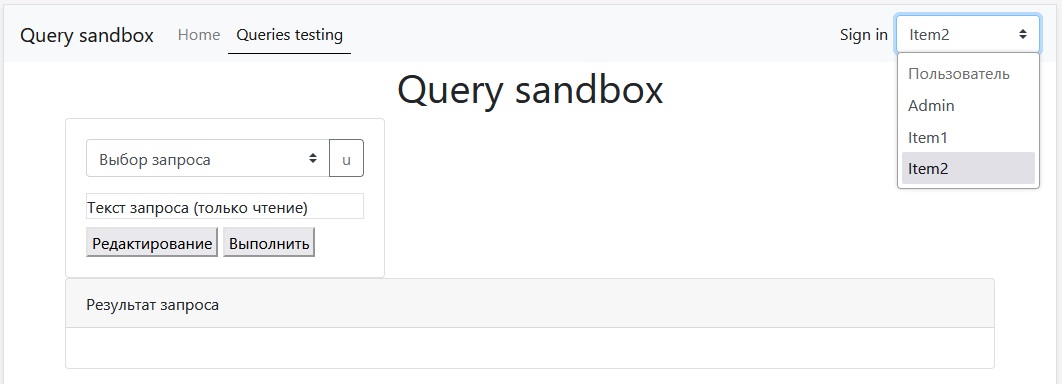 Query sandbox Home Queries testing Sign in Item2
Пользователь
Admin
Item1
Item2
Query sandbox
Выбор запроса u
Текст запроса (только чтение)
Редактирование Выполнить
Результат запроса